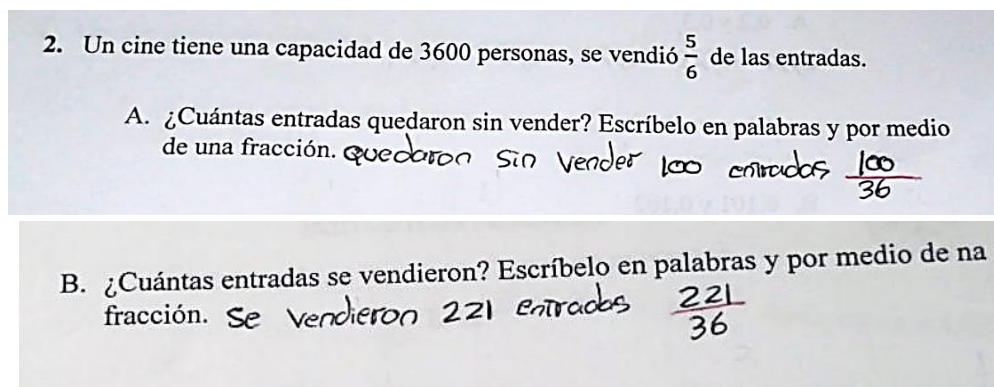 2. Un cine tiene una capacidad de 3600 personas, se vendió 5/6 de las entradas.
A. ¿Cuántas entradas quedaron sin vender? Escríbelo en palabras y por medio
de una fracción. Quedaron sin vender 100 entradas 100/36
B. ¿Cuántas entradas se vendieron? Escríbelo en palabras y por medio de na
fracción. Se vendieron 221 entradas 221/36